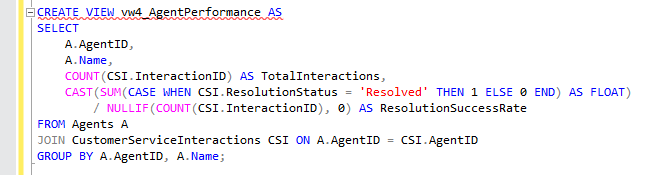 CREATE VIEW vw4_AgentPerformance AS
SELECT
    A.AgentID,
    A.Name,
    COUNT(CSI.InteractionID) AS TotalInteractions,
    CAST(SUM(CASE WHEN CSI.ResolutionStatus = 'Resolved' THEN 1 ELSE 0 END) AS FLOAT)
        / NULLIF(COUNT(CSI.InteractionID), 0) AS ResolutionSuccessRate
FROM Agents A
JOIN CustomerServiceInteractions CSI ON A.AgentID = CSI.AgentID
GROUP BY A.AgentID, A.Name;